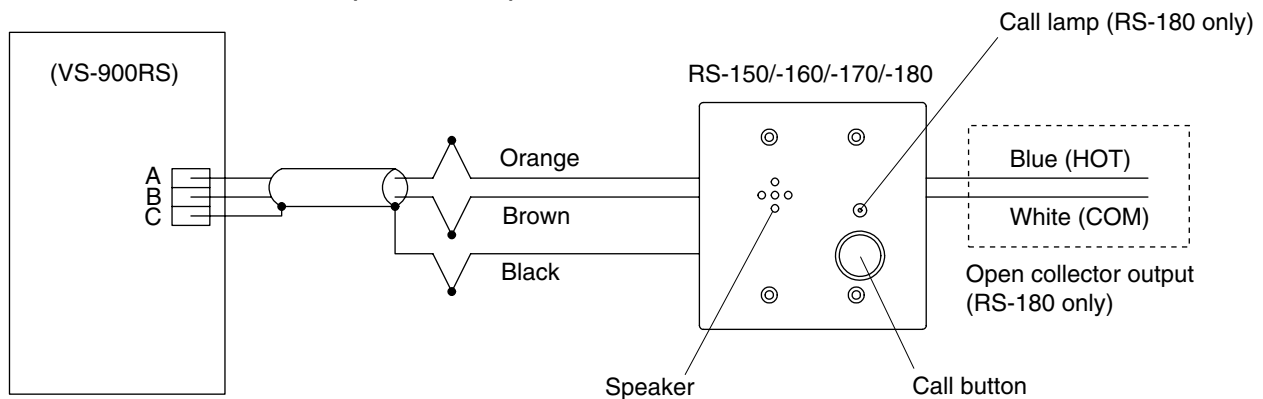 Call lamp (RS-180 only)
(VS-900RS)
RS-150/-160/-170/-180
A
B
C
Orange
Brown
Black
Blue (HOT)
White (COM)
Open collector output
(RS-180 only)
Speaker
Call button